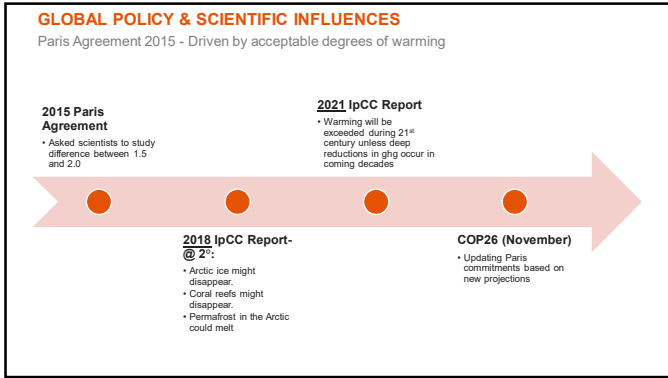 GLOBAL POLICY & SCIENTIFIC INFLUENCES
Paris Agreement 2015 - Driven by acceptable degrees of warming
2015 Paris
Agreement
• Asked scientists to study
difference between 1.5
and 2.0
2018 IpCC Report-
@ 2°:
• Arctic ice might
disappear.
• Coral reefs might
disappear.
• Permafrost in the Arctic
could melt
2021 IpCC Report
• Warming will be
exceeded during 21st
century unless deep
reductions in ghg occur in
coming decades
COP26 (November)
• Updating Paris
commitments based on
new projections